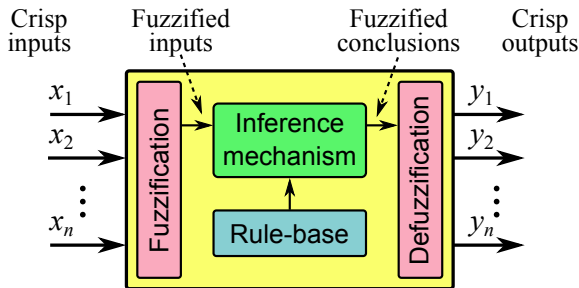 Crisp
inputs
Fuzzified
inputs
Fuzzified
conclusions
Crisp
outputs
x1
x2
xn
Fuzzification
Inference
mechanism
Rule-base
Defuzzification
y1
y2
yn